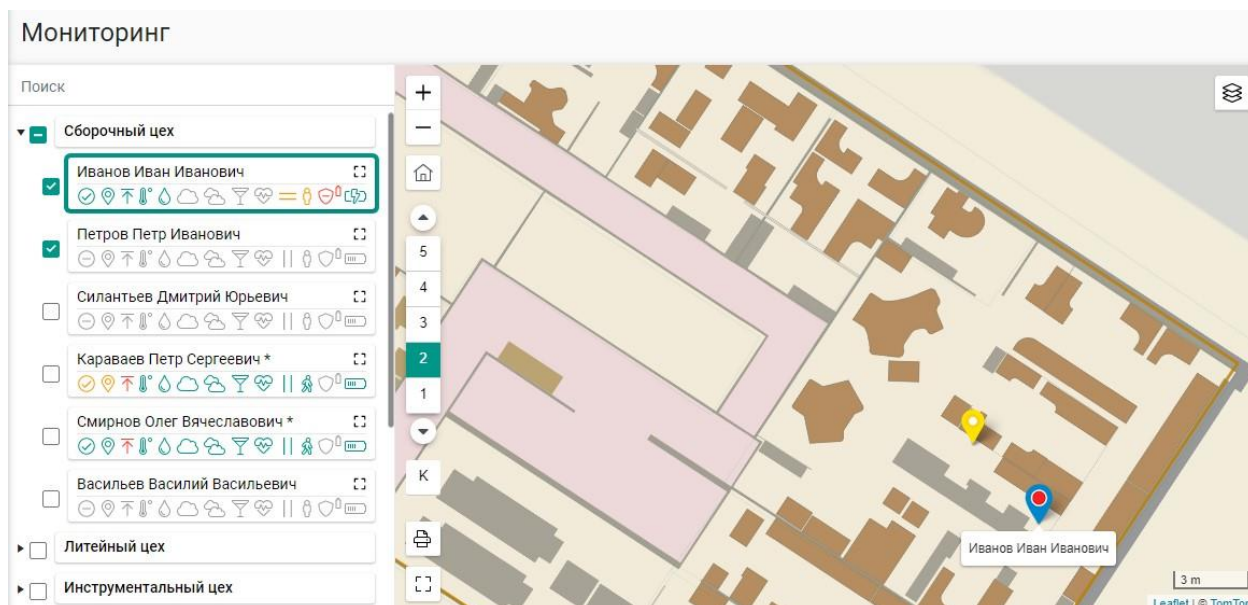 Мониторинг
Поиск
Сборочный цех
Иванов Иван Иванович
Петров Петр Иванович
Силантьев Дмитрий Юрьевич
Караваев Петр Сергеевич *
Смирнов Олег Вячеславович *
Васильев Василий Васильевич
Литейный цех
Инструментальный цех
+
−
5
4
3
2
1
К
Иванов Иван Иванович
3 m
Leaflet | © TomTom